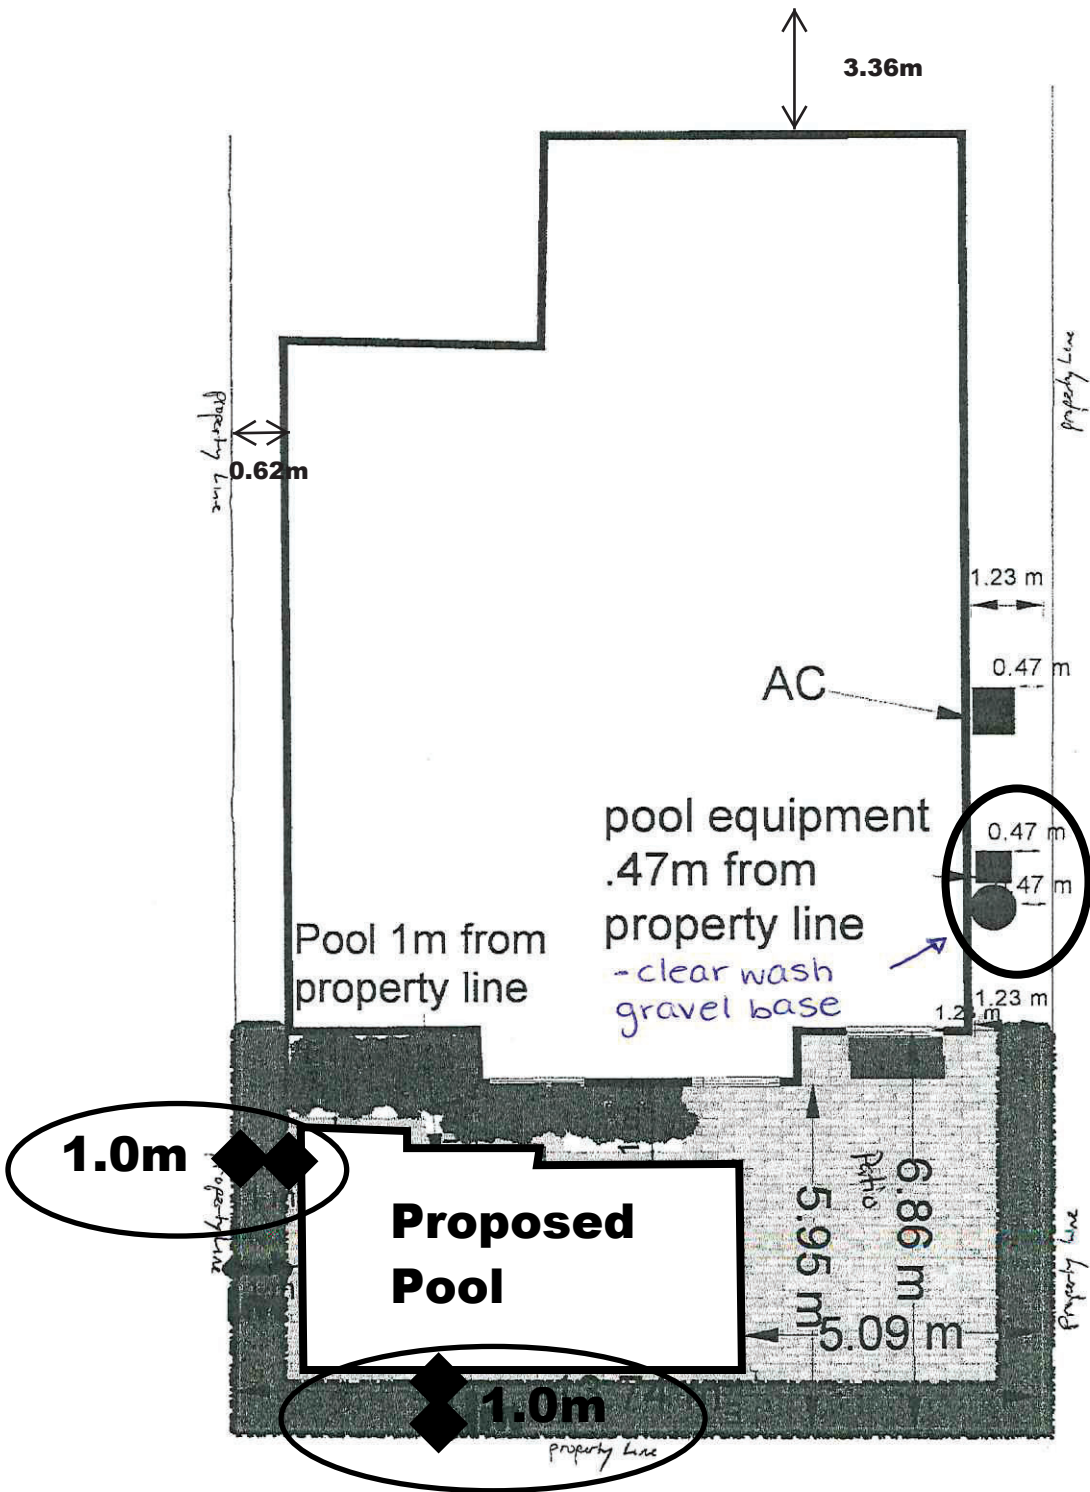 3.36m
property Line
property Line
0.62m
1.23 m
0.47 m
AC
pool equipment
.47m from
property line
-clear wash
gravel base
0.47 m
47 m
Pool 1m from
property line
1.23 m
1.0m
Proposed
Pool
Patio
6.86 m
5.95 m
5.09 m
property Line
Property Line
1.0m
property Line